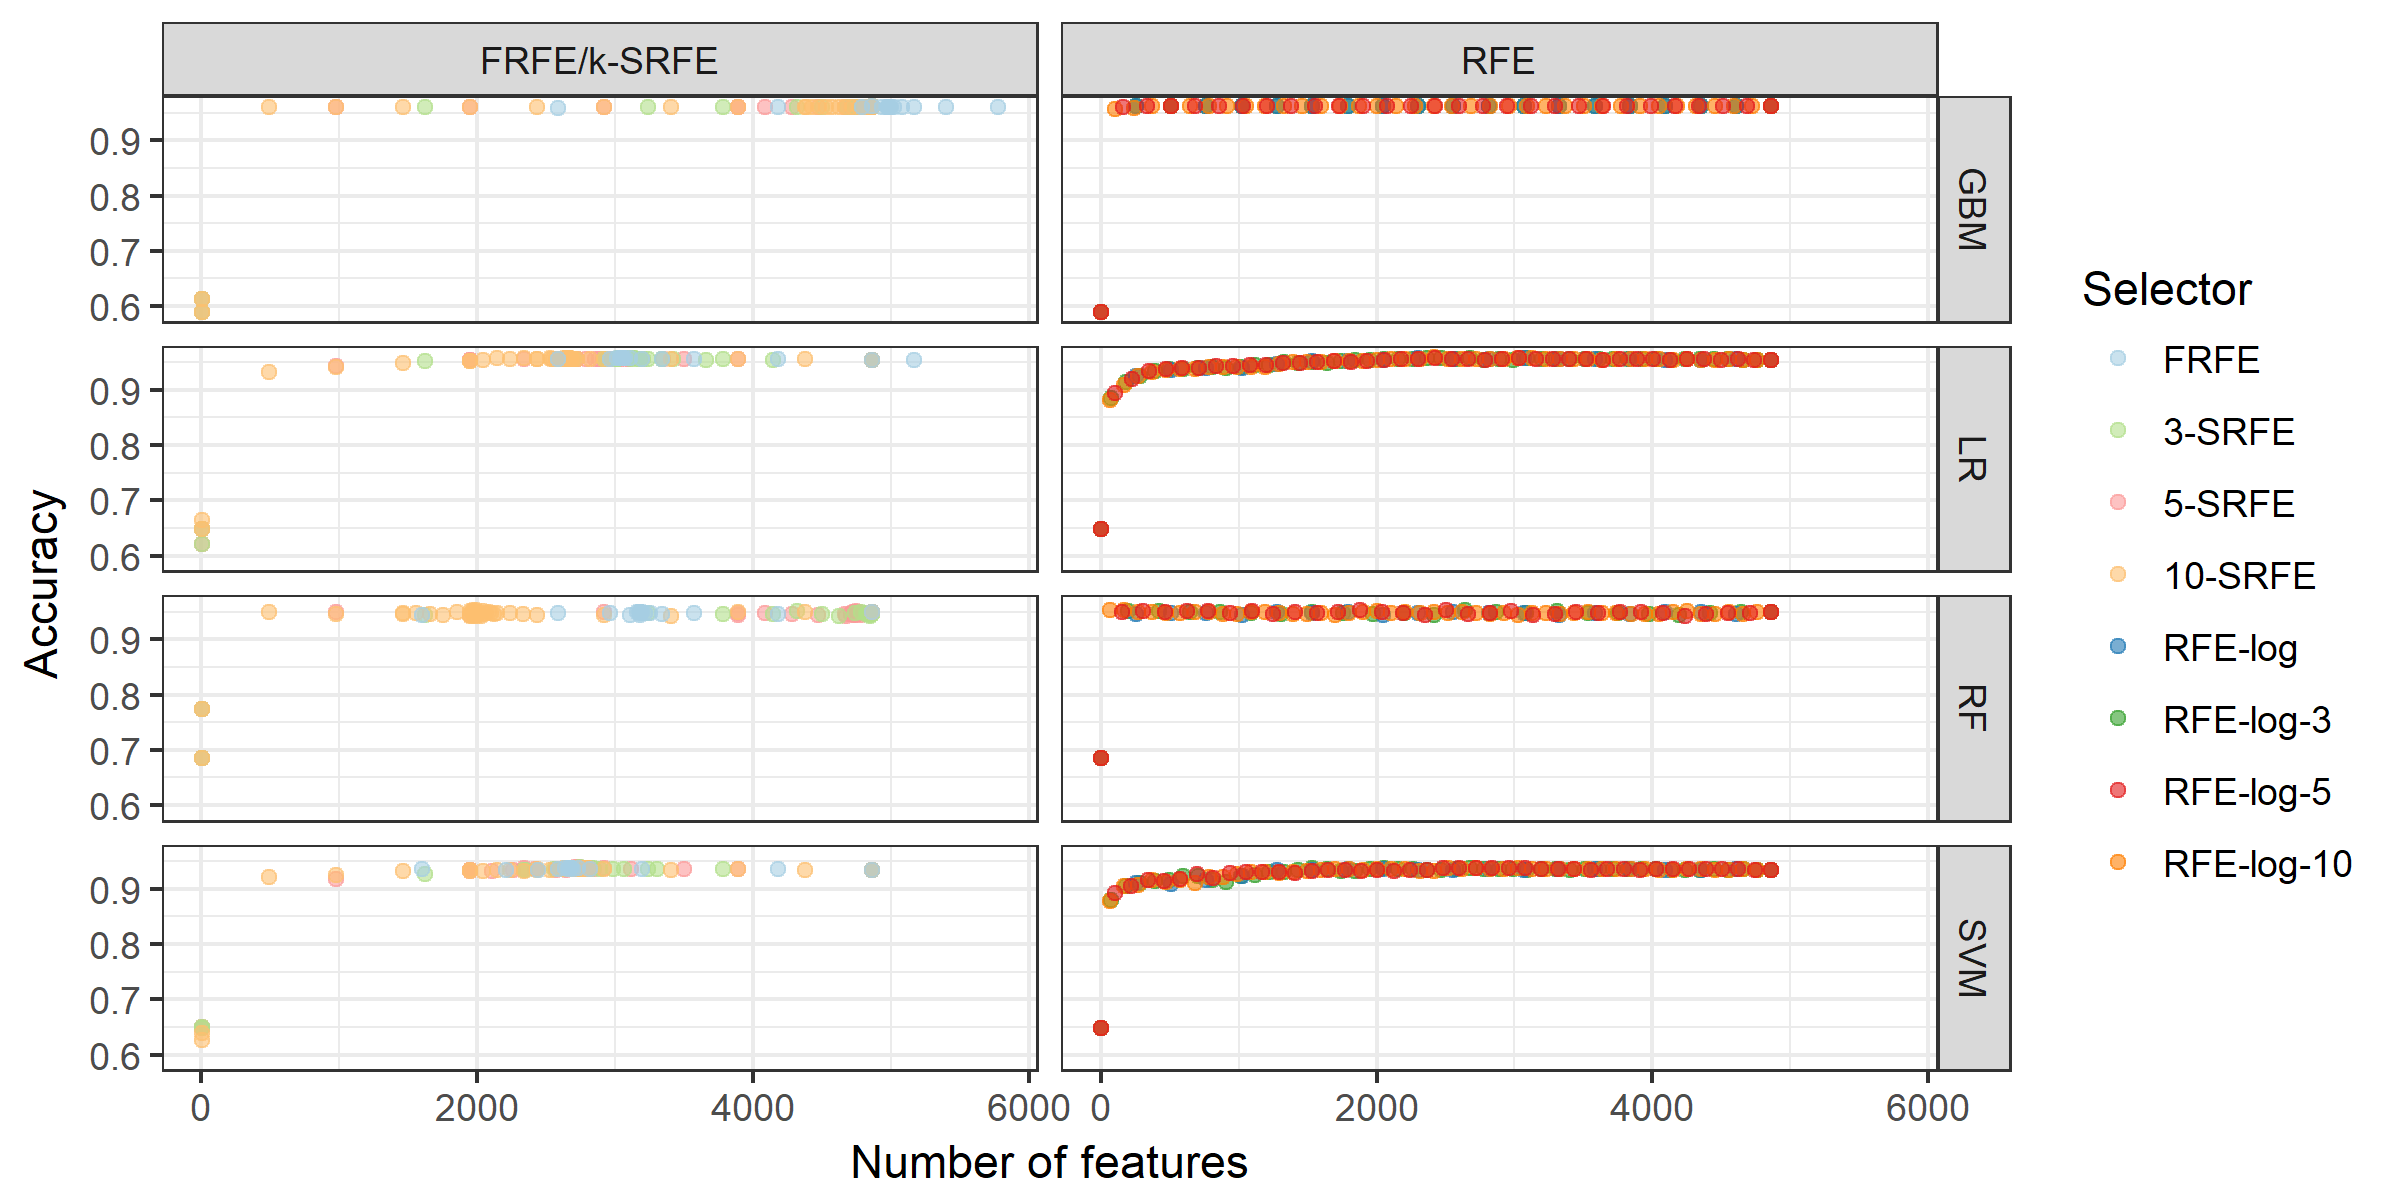 FRFE/k-SRFE
RFE
0.9
0.8
0.7
0.6
GBM
0.9
0.8
0.7
0.6
LR
0.9
0.8
0.7
0.6
RF
0.9
0.8
0.7
0.6
SVM
0
2000
4000
6000
0
2000
4000
6000
Number of features
Accuracy
Selector
FRFE
3-SRFE
5-SRFE
10-SRFE
RFE-log
RFE-log-3
RFE-log-5
RFE-log-10